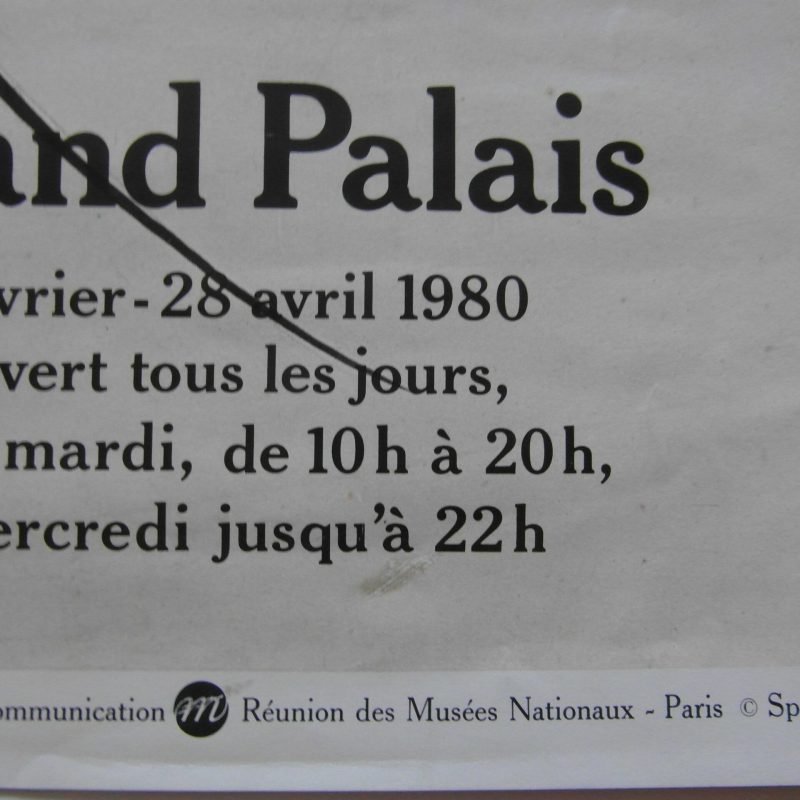 and Palais
vrier - 28 avril 1980
vert tous les jours,
mardi, de 10h à 20h,
ercredi jusqu'à 22h
ommunication m Réunion des Musées Nationaux - Paris © Sp